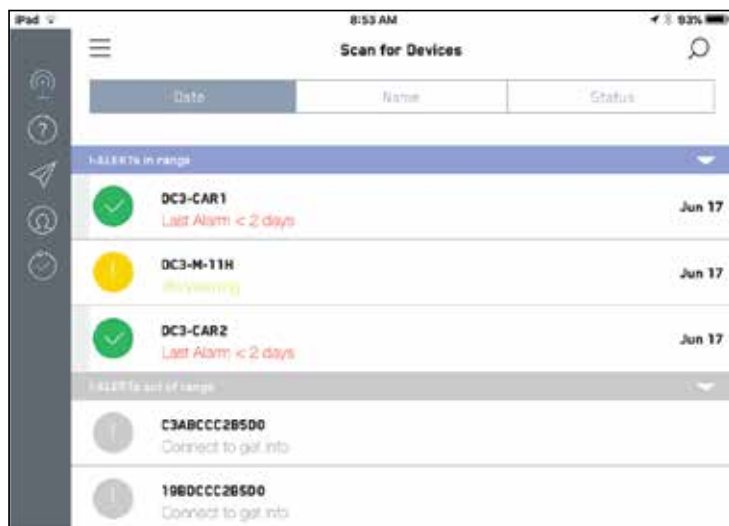 iPad
8:53 AM
93%
Scan for Devices
Date
Name
Status
i-ALERTs in range
DC3-CAR1
Last Alarm < 2 days
Jun 17
DC3-M-11H
Jun 17
DC3-CAR2
Last Alarm < 2 days
Jun 17
i-ALERTs out of range
C3ABCCC2B5D0
Connect to get info
19BDCCC2B5D0
Connect to get info